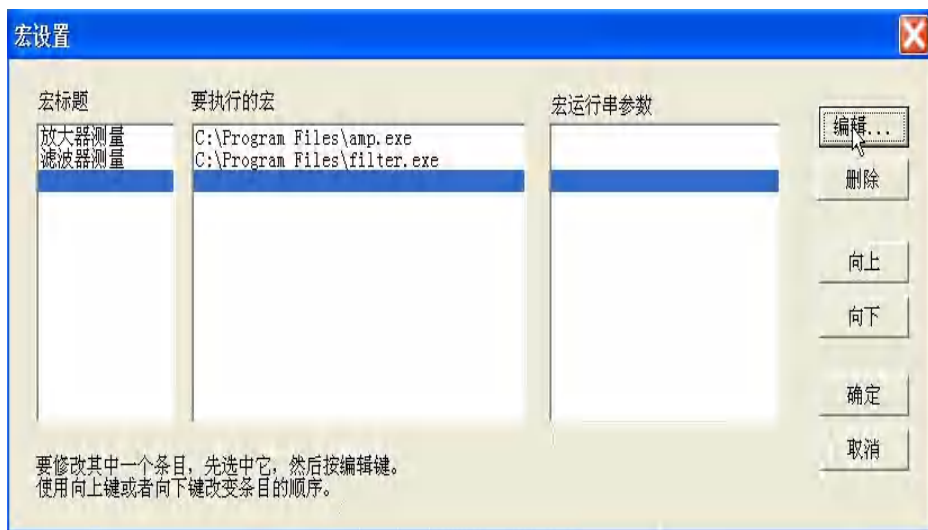 宏设置
宏标题
要执行的宏
宏运行串参数
放大器测量
C:\Program Files\amp.exe
滤波器测量
C:\Program Files\filter.exe
编辑...
删除
向上
向下
确定
取消
要修改其中一个条目，先选中它，然后按编辑键。
使用向上键或者向下键改变条目的顺序。